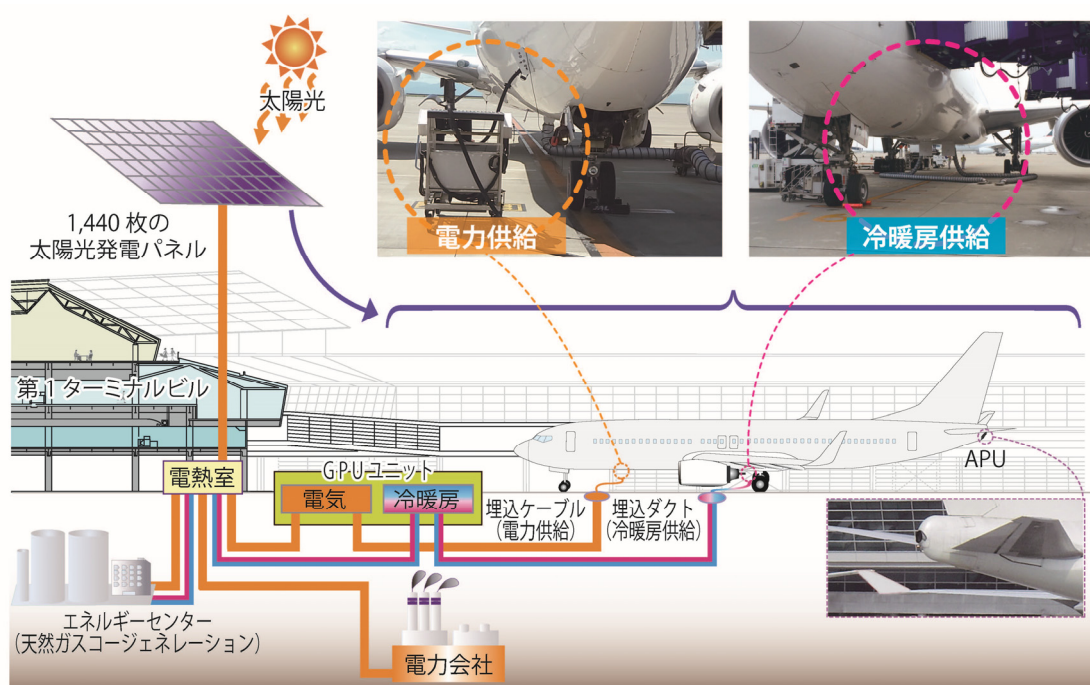 太陽光
1,440枚の
太陽光発電パネル
電力供給
冷暖房供給
第1ターミナルビル
APU
電熱室
GPUユニット
電気
冷暖房
埋込ケーブル
（電力供給）
埋込ダクト
（冷暖房供給）
エネルギーセンター
（天然ガスコージェネレーション）
電力会社